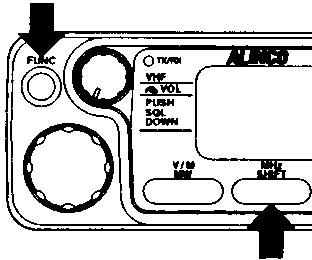 FUNC
TX/RX
ALINCO
VHF
VOL
PUSH
SQL
DOWN
V/M
MW
MHz
SHIFT